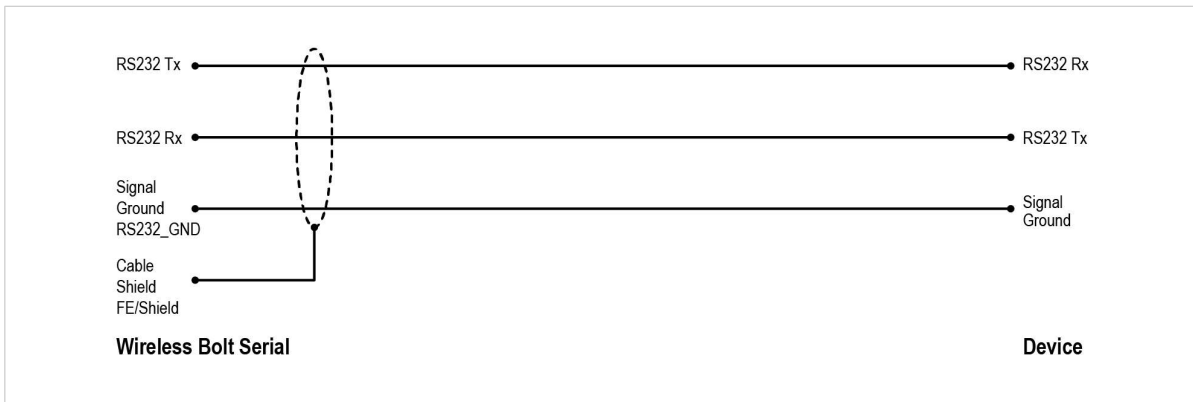 RS232 Tx
RS232 Rx
RS232 Rx
RS232 Tx
Signal
Ground
RS232_GND
Signal
Ground
Cable
Shield
FE/Shield
Wireless Bolt Serial
Device